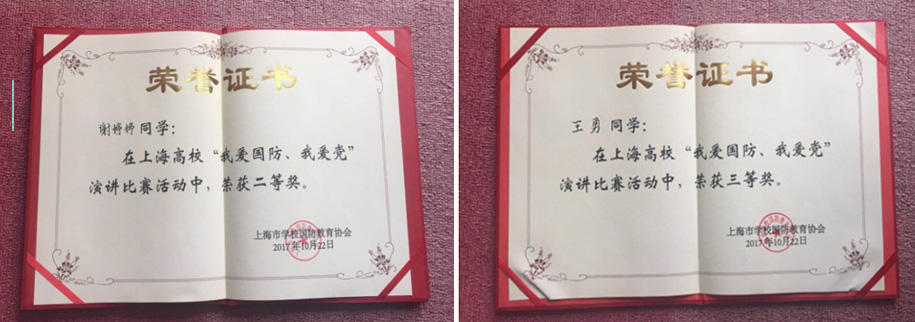 荣誉证书
谢婷婷 同学：
在上海高校“我爱国防、我爱党”
演讲比赛活动中，荣获二等奖。
上海市学校国防教育协会
2017年10月22日
荣誉证书
王勇 同学：
在上海高校“我爱国防、我爱党”
演讲比赛活动中，荣获三等奖。
上海市学校国防教育协会
2017年10月22日